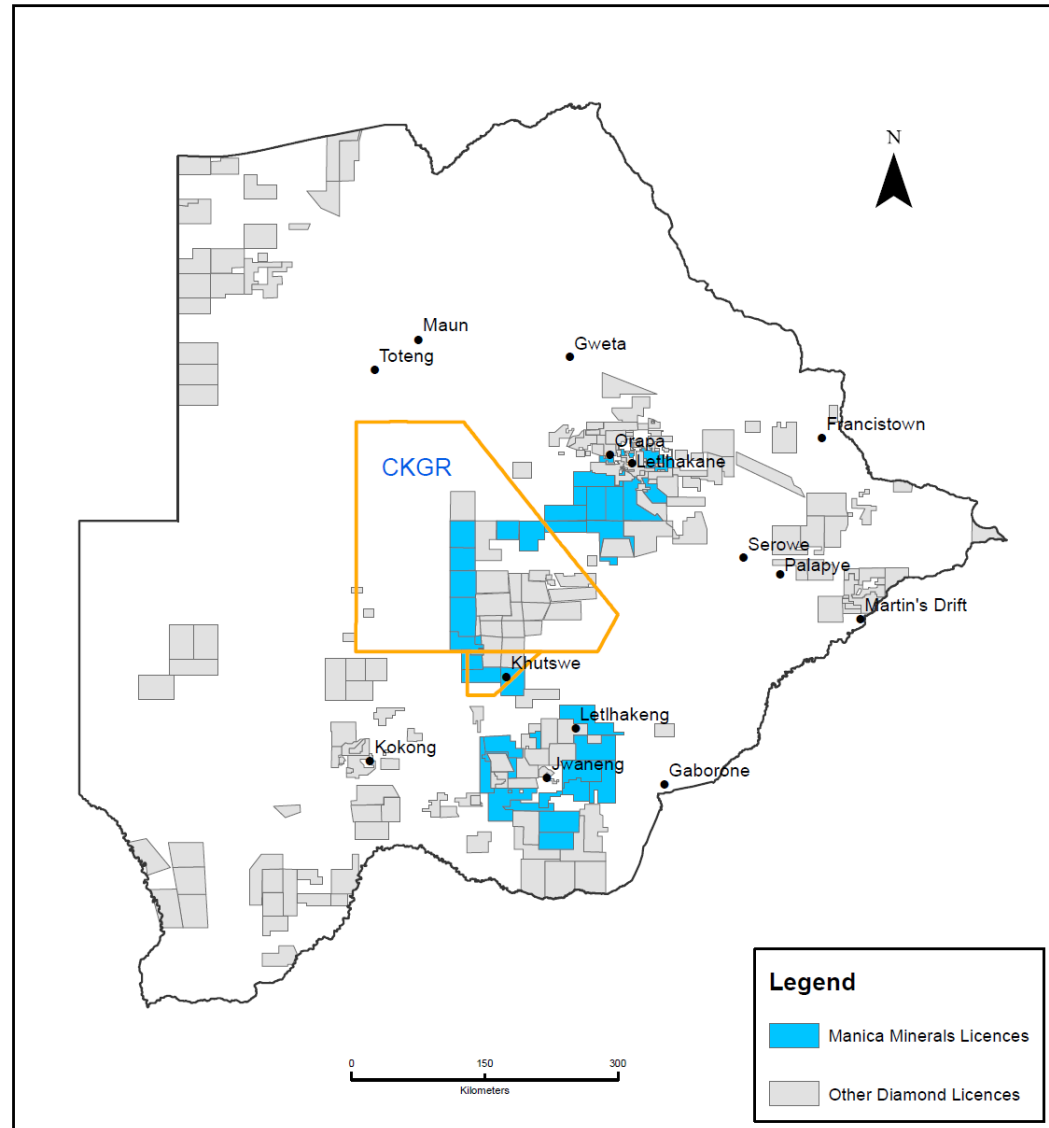 N
Maun
Toteng
Gweta
Francistown
Orapa
Letlhakane
CKGR
Serowe
Palapye
Martin's Drift
Khutswe
Letlhakeng
Kokong
Jwaneng
Gaborone
Legend
Manica Minerals Licences
Other Diamond Licences
0 150 300
Kilometers